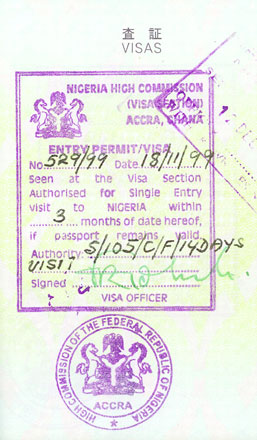 査 証
VISAS
NIGERIA HIGH COMMISSION
(VISA SECTION)
ACCRA, GHANA
ENTRY PERMIT/VISA
No. 529/99 Date 18/11/99
Seen at the Visa Section
Authorised for Single Entry
visit to NIGERIA within
3 months of date hereof,
if passport remains valid.
Authority: S/105/C/F/14DAYS
VISIT
Signed
VISA OFFICER
HIGH COMMISSION OF THE FEDERAL REPUBLIC OF NIGERIA
ACCRA